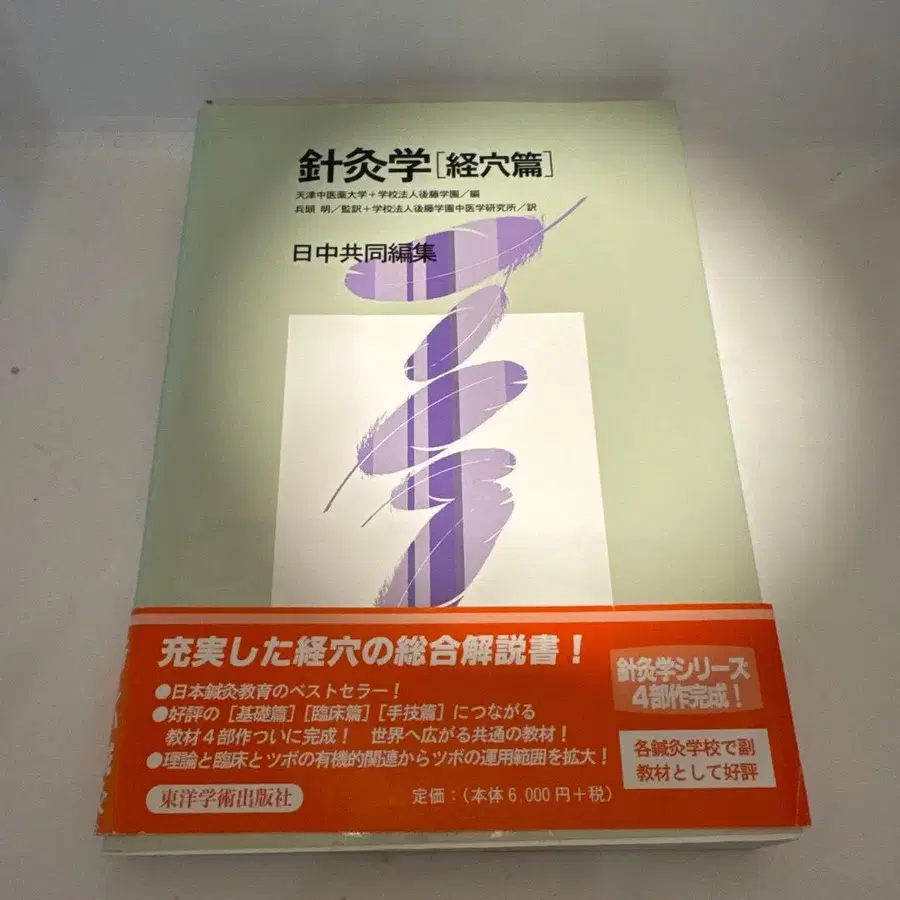 針灸学[経穴篇]
天津中医薬大学+学校法人後藤学園/編
兵頭 明/監訳+学校法人後藤学園中医学研究所/訳
日中共同編集
充実した経穴の総合解説書！
●日本鍼灸教育のベストセラー！
●好評の［基礎篇］［臨床篇］［手技篇］につながる
教材４部作ついに完成！　世界へ広がる共通の教材！
●理論と臨床とツボの有機的関連からツボの運用範囲を拡大！
針灸学シリーズ
４部作完成！
各鍼灸学校で副
教材として好評
東洋学術出版社
定価：（本体6,000円＋税）